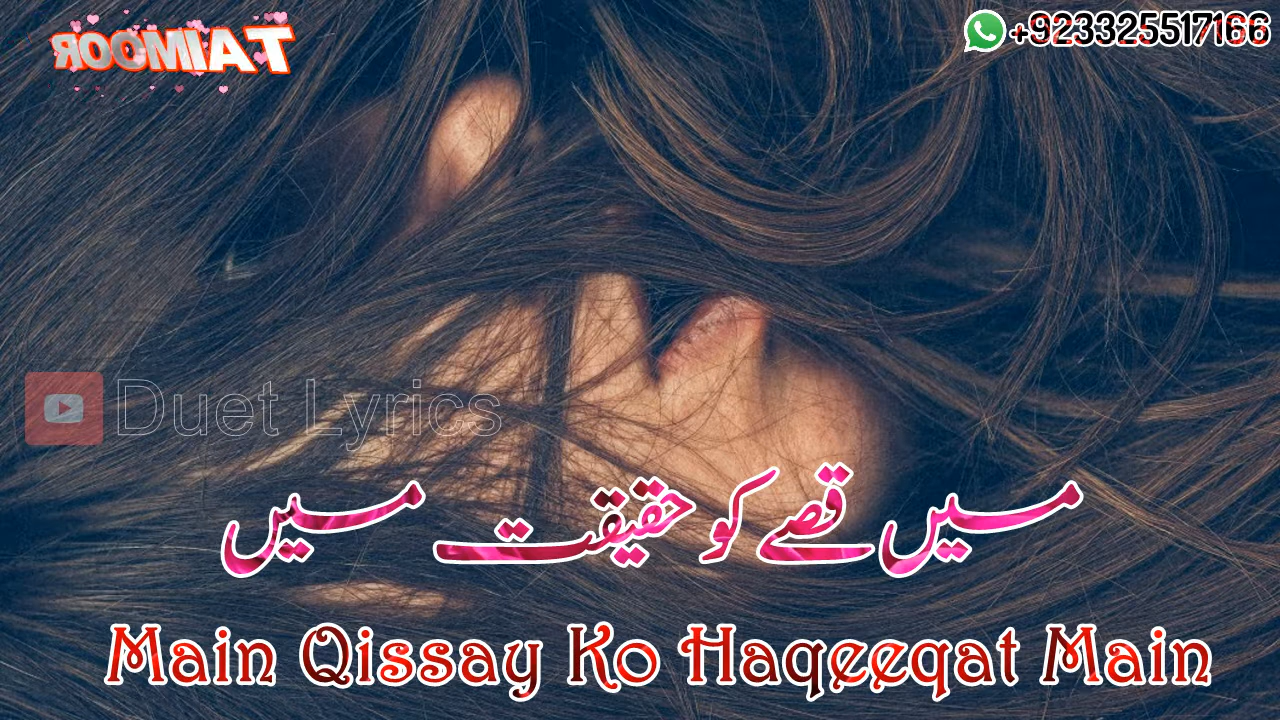 TAIMOOR
+923325517166
Duet Lyrics
میں قصے کو حقیقت میں
Main Qissay Ko Haqeeqat Main